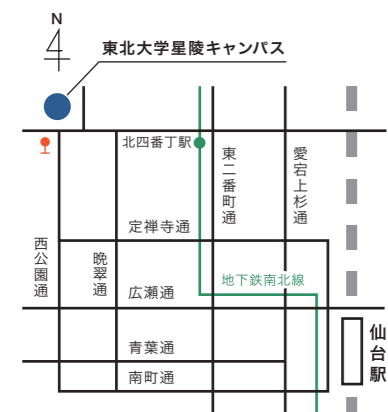 N
東北大学星陵キャンパス
北四番丁駅
東二番町通
愛宕上杉通
定禅寺通
西公園通
晩翠通
広瀬通
地下鉄南北線
青葉通
南町通
仙台駅